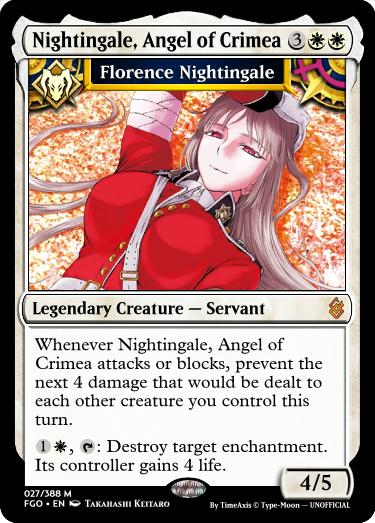 Nightingale, Angel of Crimea 3
Florence Nightingale
Legendary Creature — Servant
Whenever Nightingale, Angel of
Crimea attacks or blocks, prevent the
next 4 damage that would be dealt to
each other creature you control this
turn.
1 , : Destroy target enchantment.
Its controller gains 4 life.
4/5
027/388 M
FGO • EN Takahashi Keitaro
By TimeAxis © Type-Moon — UNOFFICIAL